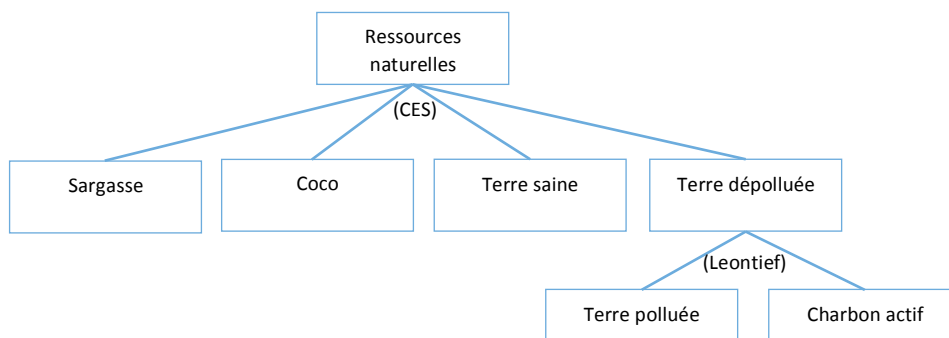 Ressources
naturelles
(CES)
Sargasse
Coco
Terre saine
Terre dépolluée
(Leontief)
Terre polluée
Charbon actif